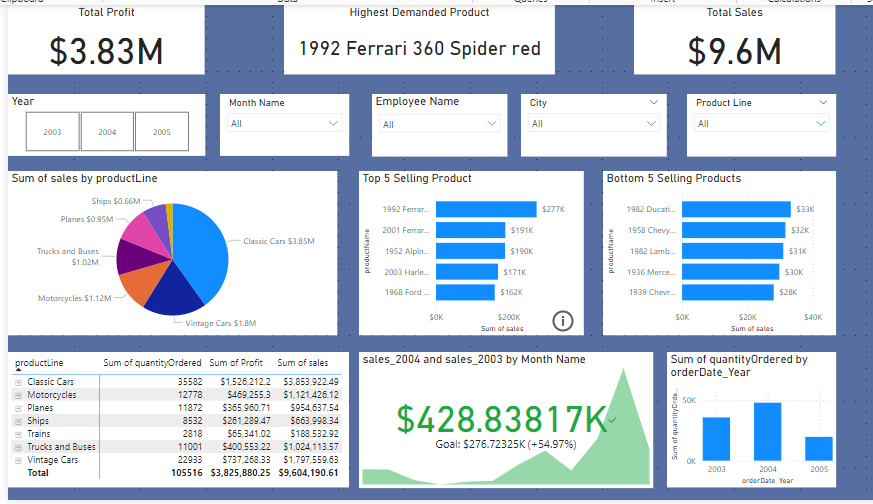 Total Profit
$3.83M
Highest Demanded Product
1992 Ferrari 360 Spider red
Total Sales
$9.6M
Year
2003 2004 2005
Month Name
All
Employee Name
All
City
All
Product Line
All
Sum of sales by productLine
Ships $0.66M
Planes $0.95M
Trucks and Buses
$1.02M
Motorcycles $1.12M
Classic Cars $3.85M
Vintage Cars $1.8M
Top 5 Selling Product
productName
1992 Ferrar... $277K
2001 Ferrar... $191K
1952 Alpin... $190K
2003 Harle... $171K
1968 Ford ... $162K
$0K $200K
Sum of sales
Bottom 5 Selling Products
productName
1982 Ducati... $33K
1958 Chevy... $32K
1982 Lamb... $31K
1936 Merce... $30K
1939 Chevr... $28K
$0K $20K $40K
Sum of sales
productLine Sum of quantityOrdered Sum of Profit Sum of sales
Classic Cars 35582 $1,526,212.2 $3,853,922.49
Motorcycles 12778 $469,255.3 $1,121,426.12
Planes 11872 $365,960.71 $954,637.54
Ships 8532 $261,289.47 $663,998.34
Trains 2818 $65,341.02 $188,532.92
Trucks and Buses 11001 $400,553.22 $1,024,113.57
Vintage Cars 22933 $737,268.33 $1,797,559.63
Total 105516 $3,825,880.25 $9,604,190.61
sales_2004 and sales_2003 by Month Name
$428.83817K
Goal: $276.72325K (+54.97%)
Sum of quantityOrdered by
orderDate_Year
Sum of quantityOrde...
50K
0K
2003 2004 2005
orderDate_Year